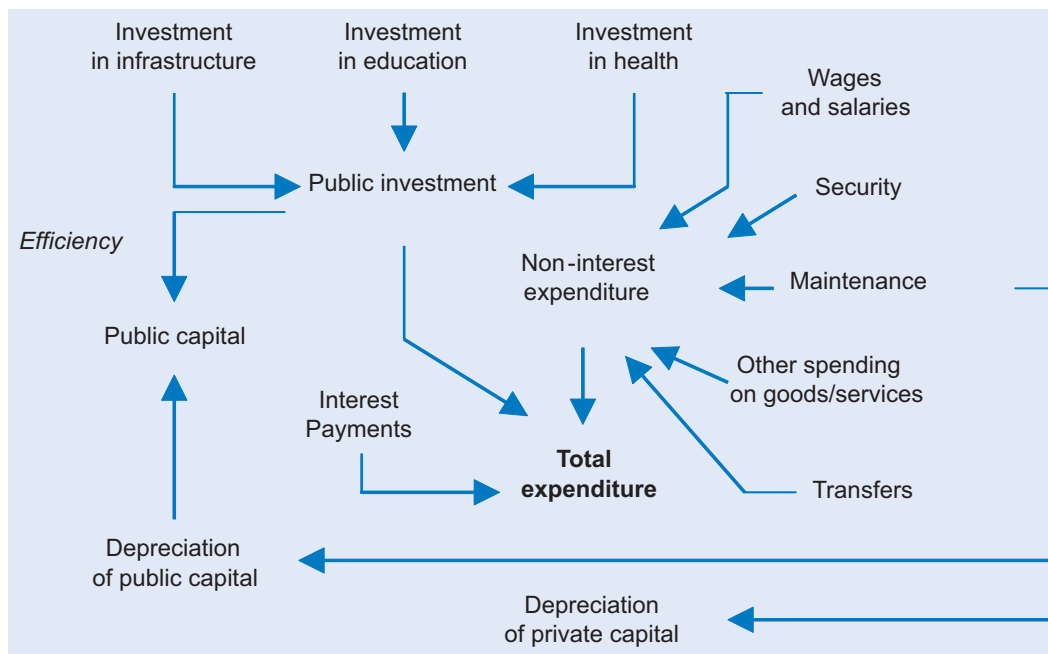 Investment
in infrastructure
Investment
in education
Investment
in health
Wages
and salaries
Public investment
Security
Efficiency
Non-interest
expenditure
Maintenance
Public capital
Other spending
on goods/services
Interest
Payments
Total
expenditure
Transfers
Depreciation
of public capital
Depreciation
of private capital